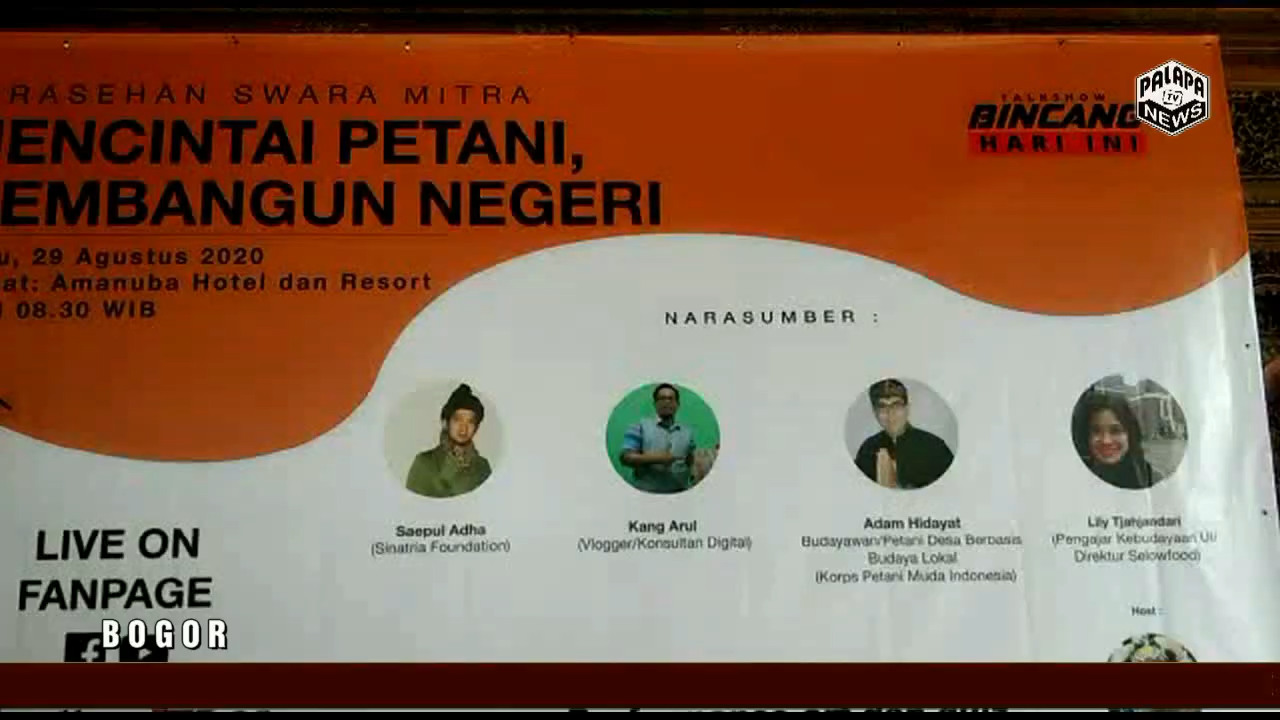 RASEHAN SWARA MITRA
ENCINTAI PETANI,
EMBANGUN NEGERI
u, 29 Agustus 2020
at: Amanuba Hotel dan Resort
08.30 WIB
TALKSHOW
BINCANG
HARI INI
PALAPA
TV
NEWS
NARASUMBER :
Saepul Adha
(Sinatria Foundation)
Kang Arul
(Vlogger/Konsultan Digital)
Adam Hidayat
Budayawan/Petani Desa Berbasis
Budaya Lokal
(Korps Petani Muda Indonesia)
Lily Tjahjandari
(Pengajar Kebudayaan UI/
Direktur Selowfood)
Host :
LIVE ON
FANPAGE
BOGOR